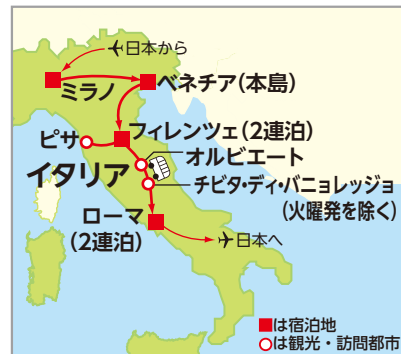 日本から
ミラノ
ベネチア(本島)
ピサ
フィレンツェ(2連泊)
オルビエート
イタリア
チビタ・ディ・バニョレッジョ
(火曜発を除く)
ローマ
(2連泊)
日本へ
■は宿泊地
○は観光・訪問都市